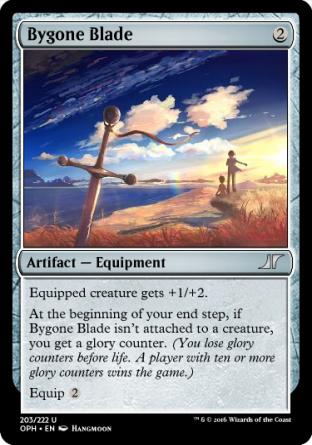 Bygone Blade 2
Artifact — Equipment
Equipped creature gets +1/+2.
At the beginning of your end step, if
Bygone Blade isn't attached to a creature,
you get a glory counter. (You lose glory
counters before life. A player with ten or more
glory counters wins the game.)
Equip 2
203/222 U
OPH • EN HANGMOON
™ & © 2016 Wizards of the Coast